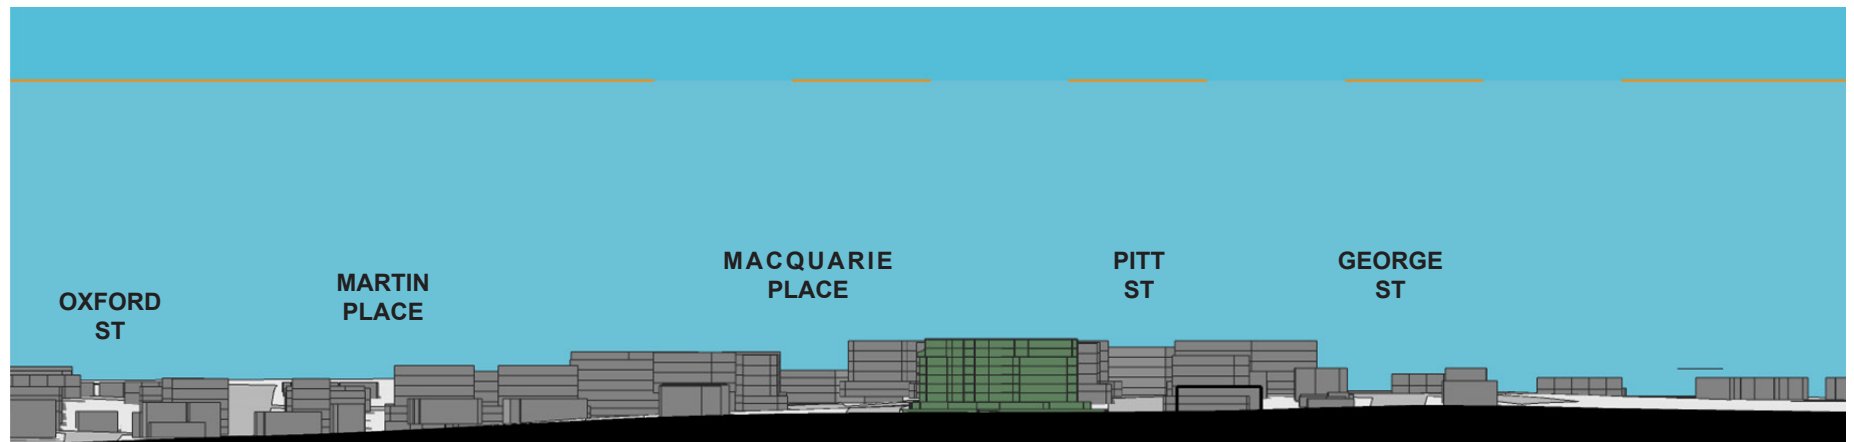 OXFORD
ST
MARTIN
PLACE
MACQUARIE
PLACE
PITT
ST
GEORGE
ST